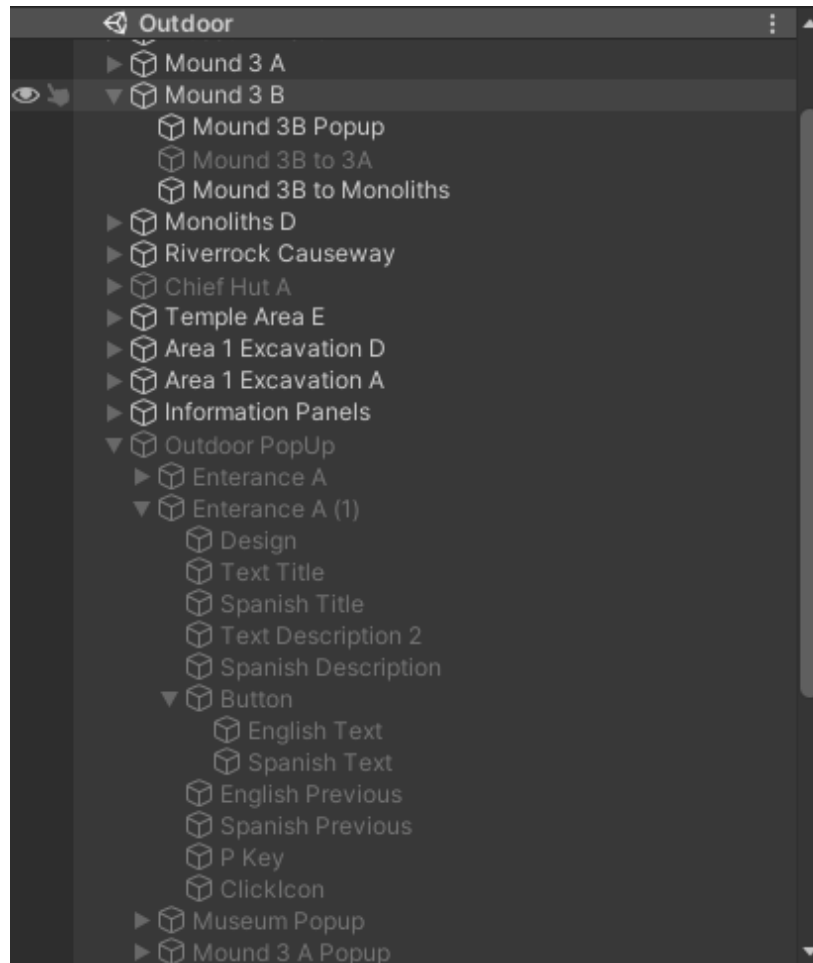 Outdoor
Mound 3 A
Mound 3 B
Mound 3B Popup
Mound 3B to 3A
Mound 3B to Monoliths
Monoliths D
Riverrock Causeway
Chief Hut A
Temple Area E
Area 1 Excavation D
Area 1 Excavation A
Information Panels
Outdoor PopUp
Enterance A
Enterance A (1)
Design
Text Title
Spanish Title
Text Description 2
Spanish Description
Button
English Text
Spanish Text
English Previous
Spanish Previous
P Key
ClickIcon
Museum Popup
Mound 3 A Popup